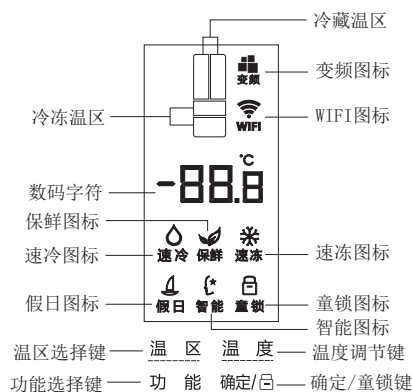 冷藏温区
变频
变频图标
WIFI
WIFI图标
冷冻温区
℃
-88.8
数码字符
保鲜图标
速冷 保鲜 速冻
速冷图标
速冻图标
假日 智能 童锁
假日图标
童锁图标
智能图标
温区选择键 温 区 温 度 温度调节键
功能选择键 功 能 确定/ 确定/童锁键